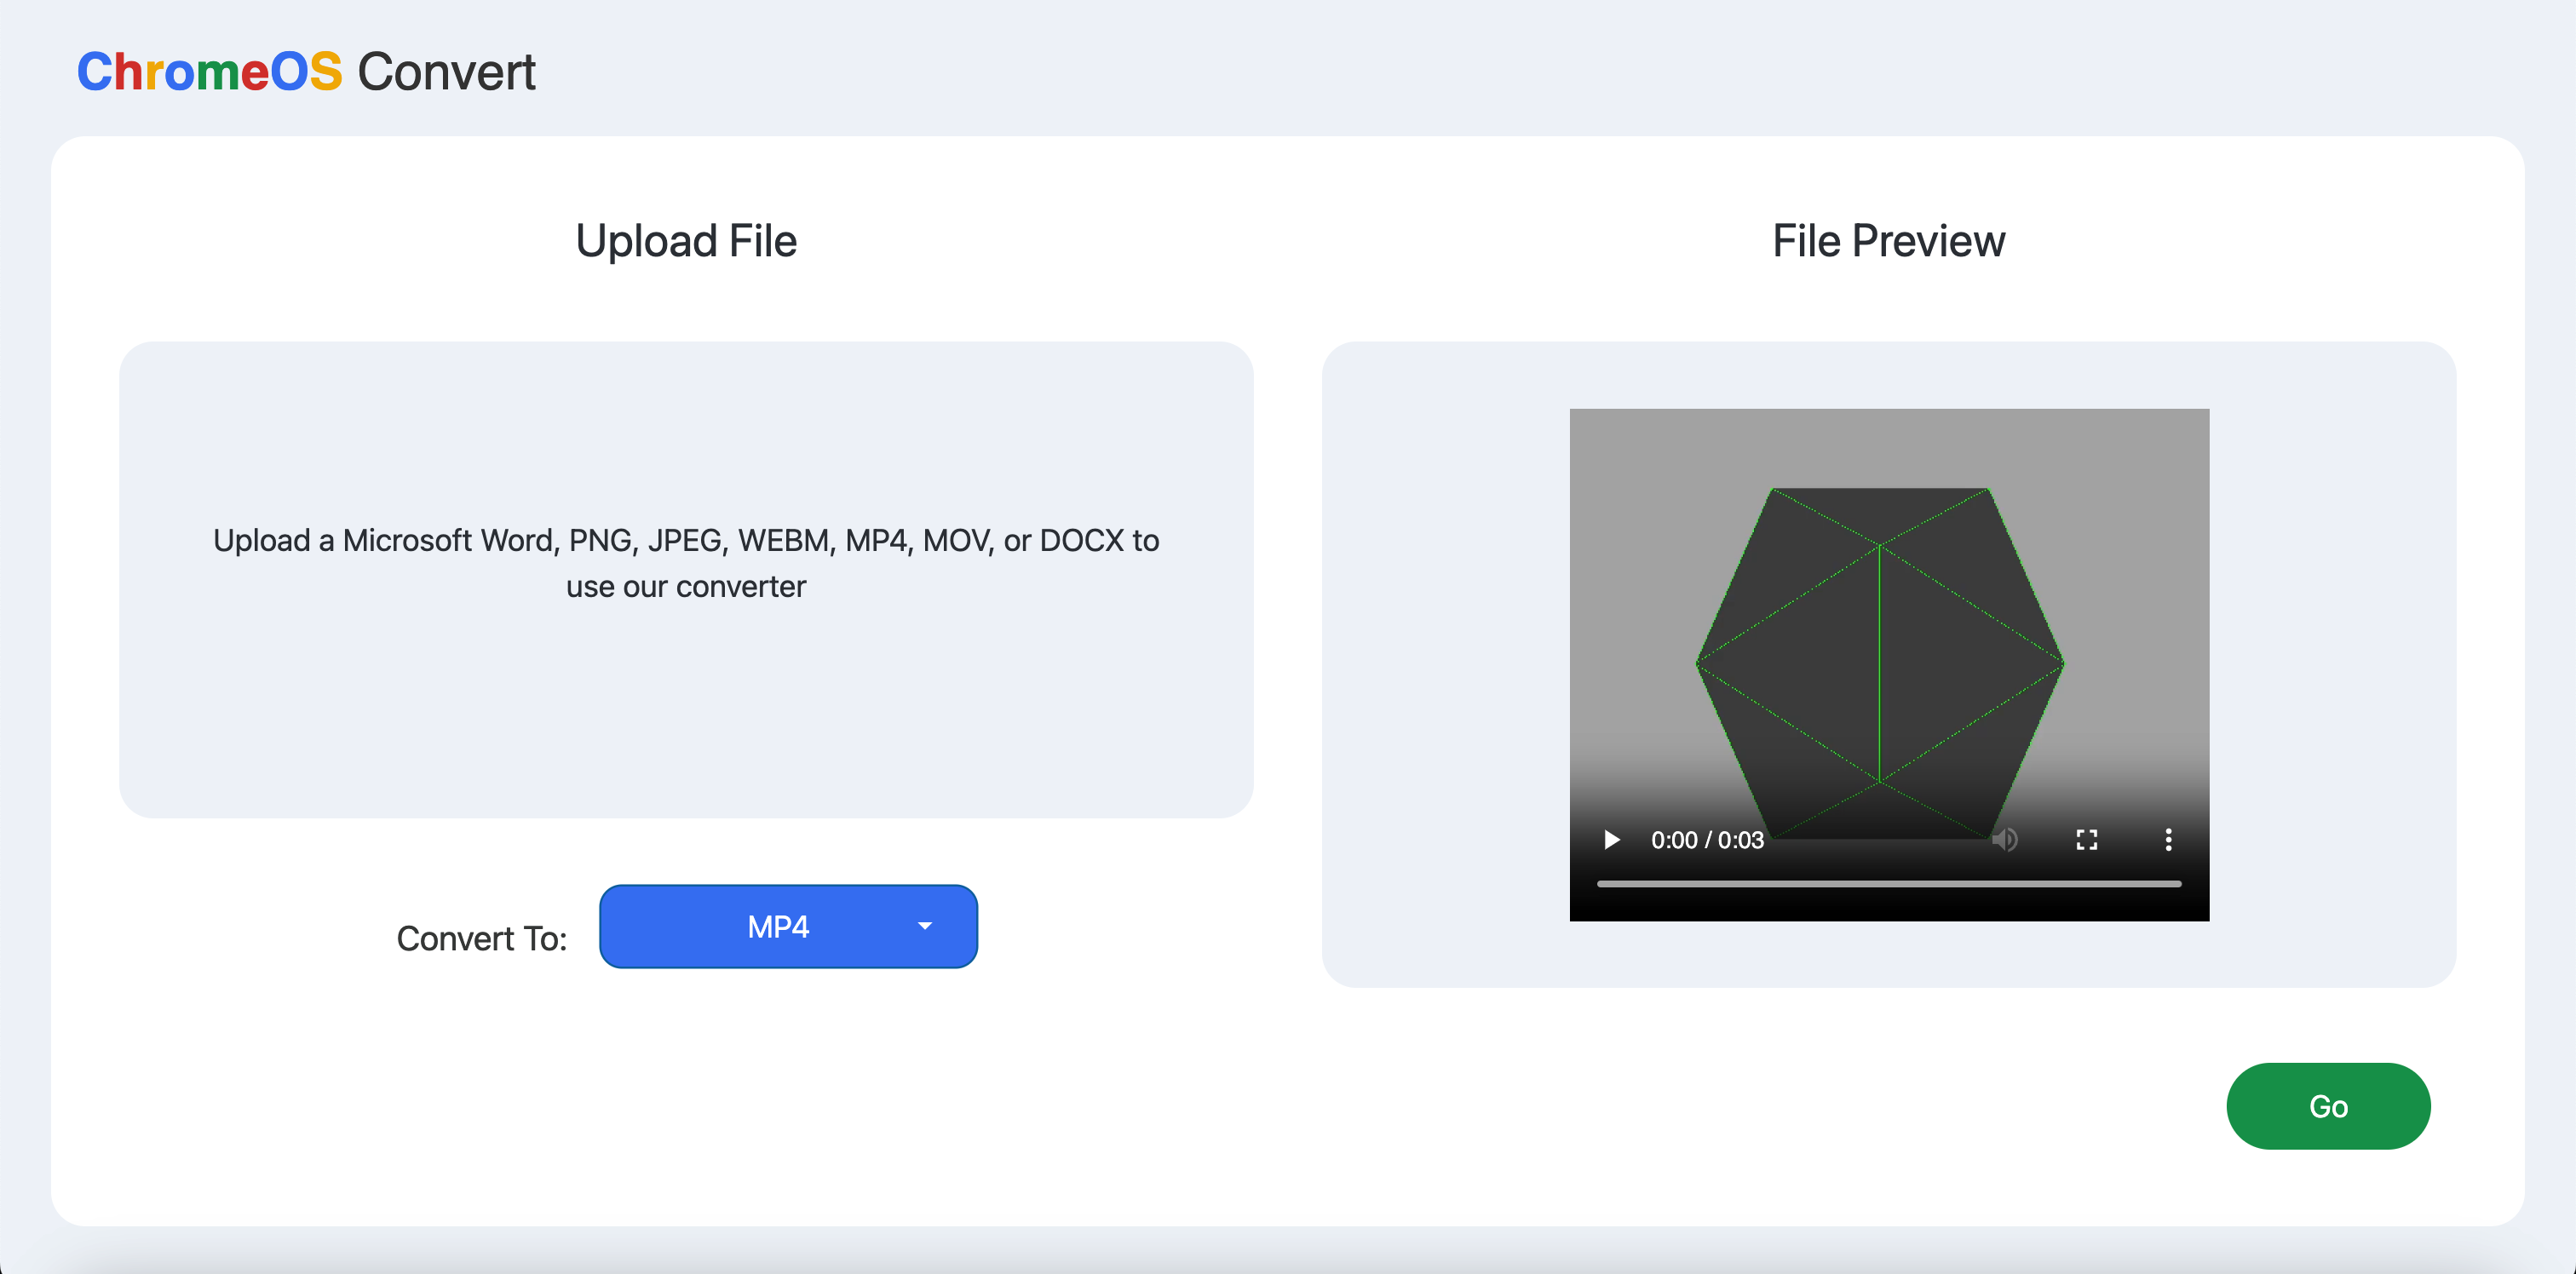 ChromeOS Convert
Upload File
Upload a Microsoft Word, PNG, JPEG, WEBM, MP4, MOV, or DOCX to
use our converter
Convert To:
MP4
File Preview
0:00 / 0:03
Go